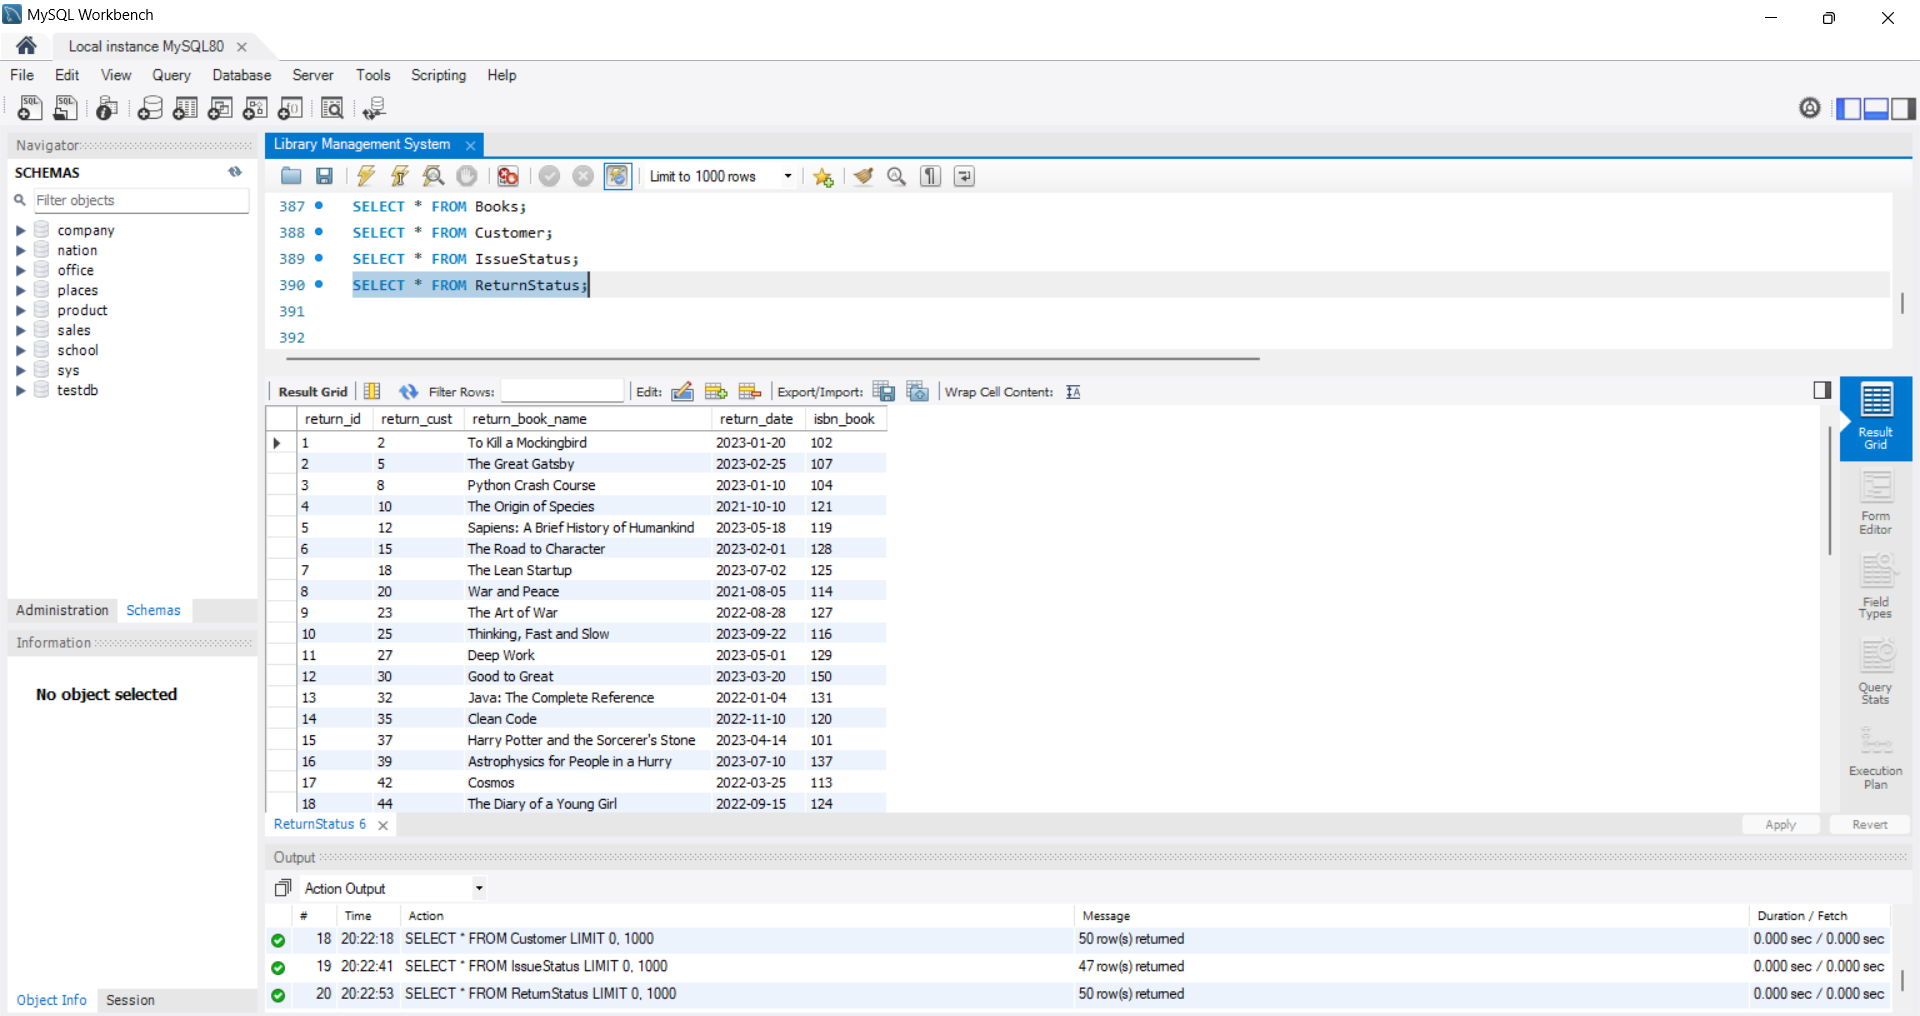 MySQL Workbench
Local instance MySQL80
File Edit View Query Database Server Tools Scripting Help
Navigator
SCHEMAS
Filter objects
company
nation
office
places
product
sales
school
sys
testdb
Administration Schemas
Information
No object selected
Object Info Session
Library Management System
Limit to 1000 rows
387 SELECT * FROM Books;
388 SELECT * FROM Customer;
389 SELECT * FROM IssueStatus;
390 SELECT * FROM ReturnStatus;
391
392
Result Grid Filter Rows: Edit: Export/Import: Wrap Cell Content:
return_id return_cust return_book_name return_date isbn_book
1 2 To Kill a Mockingbird 2023-01-20 102
2 5 The Great Gatsby 2023-02-25 107
3 8 Python Crash Course 2023-01-10 104
4 10 The Origin of Species 2021-10-10 121
5 12 Sapiens: A Brief History of Humankind 2023-05-18 119
6 15 The Road to Character 2023-02-01 128
7 18 The Lean Startup 2023-07-02 125
8 20 War and Peace 2021-08-05 114
9 23 The Art of War 2022-08-28 127
10 25 Thinking, Fast and Slow 2023-09-22 116
11 27 Deep Work 2023-05-01 129
12 30 Good to Great 2023-03-20 150
13 32 Java: The Complete Reference 2022-01-04 131
14 35 Clean Code 2022-11-10 120
15 37 Harry Potter and the Sorcerer's Stone 2023-04-14 101
16 39 Astrophysics for People in a Hurry 2023-07-10 137
17 42 Cosmos 2022-03-25 113
18 44 The Diary of a Young Girl 2022-09-15 124
Result
Grid
Form
Editor
Field
Types
Query
Stats
Execution
Plan
ReturnStatus 6
Apply Revert
Output
Action Output
# Time Action Message Duration / Fetch
18 20:22:18 SELECT * FROM Customer LIMIT 0, 1000 50 row(s) returned 0.000 sec / 0.000 sec
19 20:22:41 SELECT * FROM IssueStatus LIMIT 0, 1000 47 row(s) returned 0.000 sec / 0.000 sec
20 20:22:53 SELECT * FROM ReturnStatus LIMIT 0, 1000 50 row(s) returned 0.000 sec / 0.000 sec